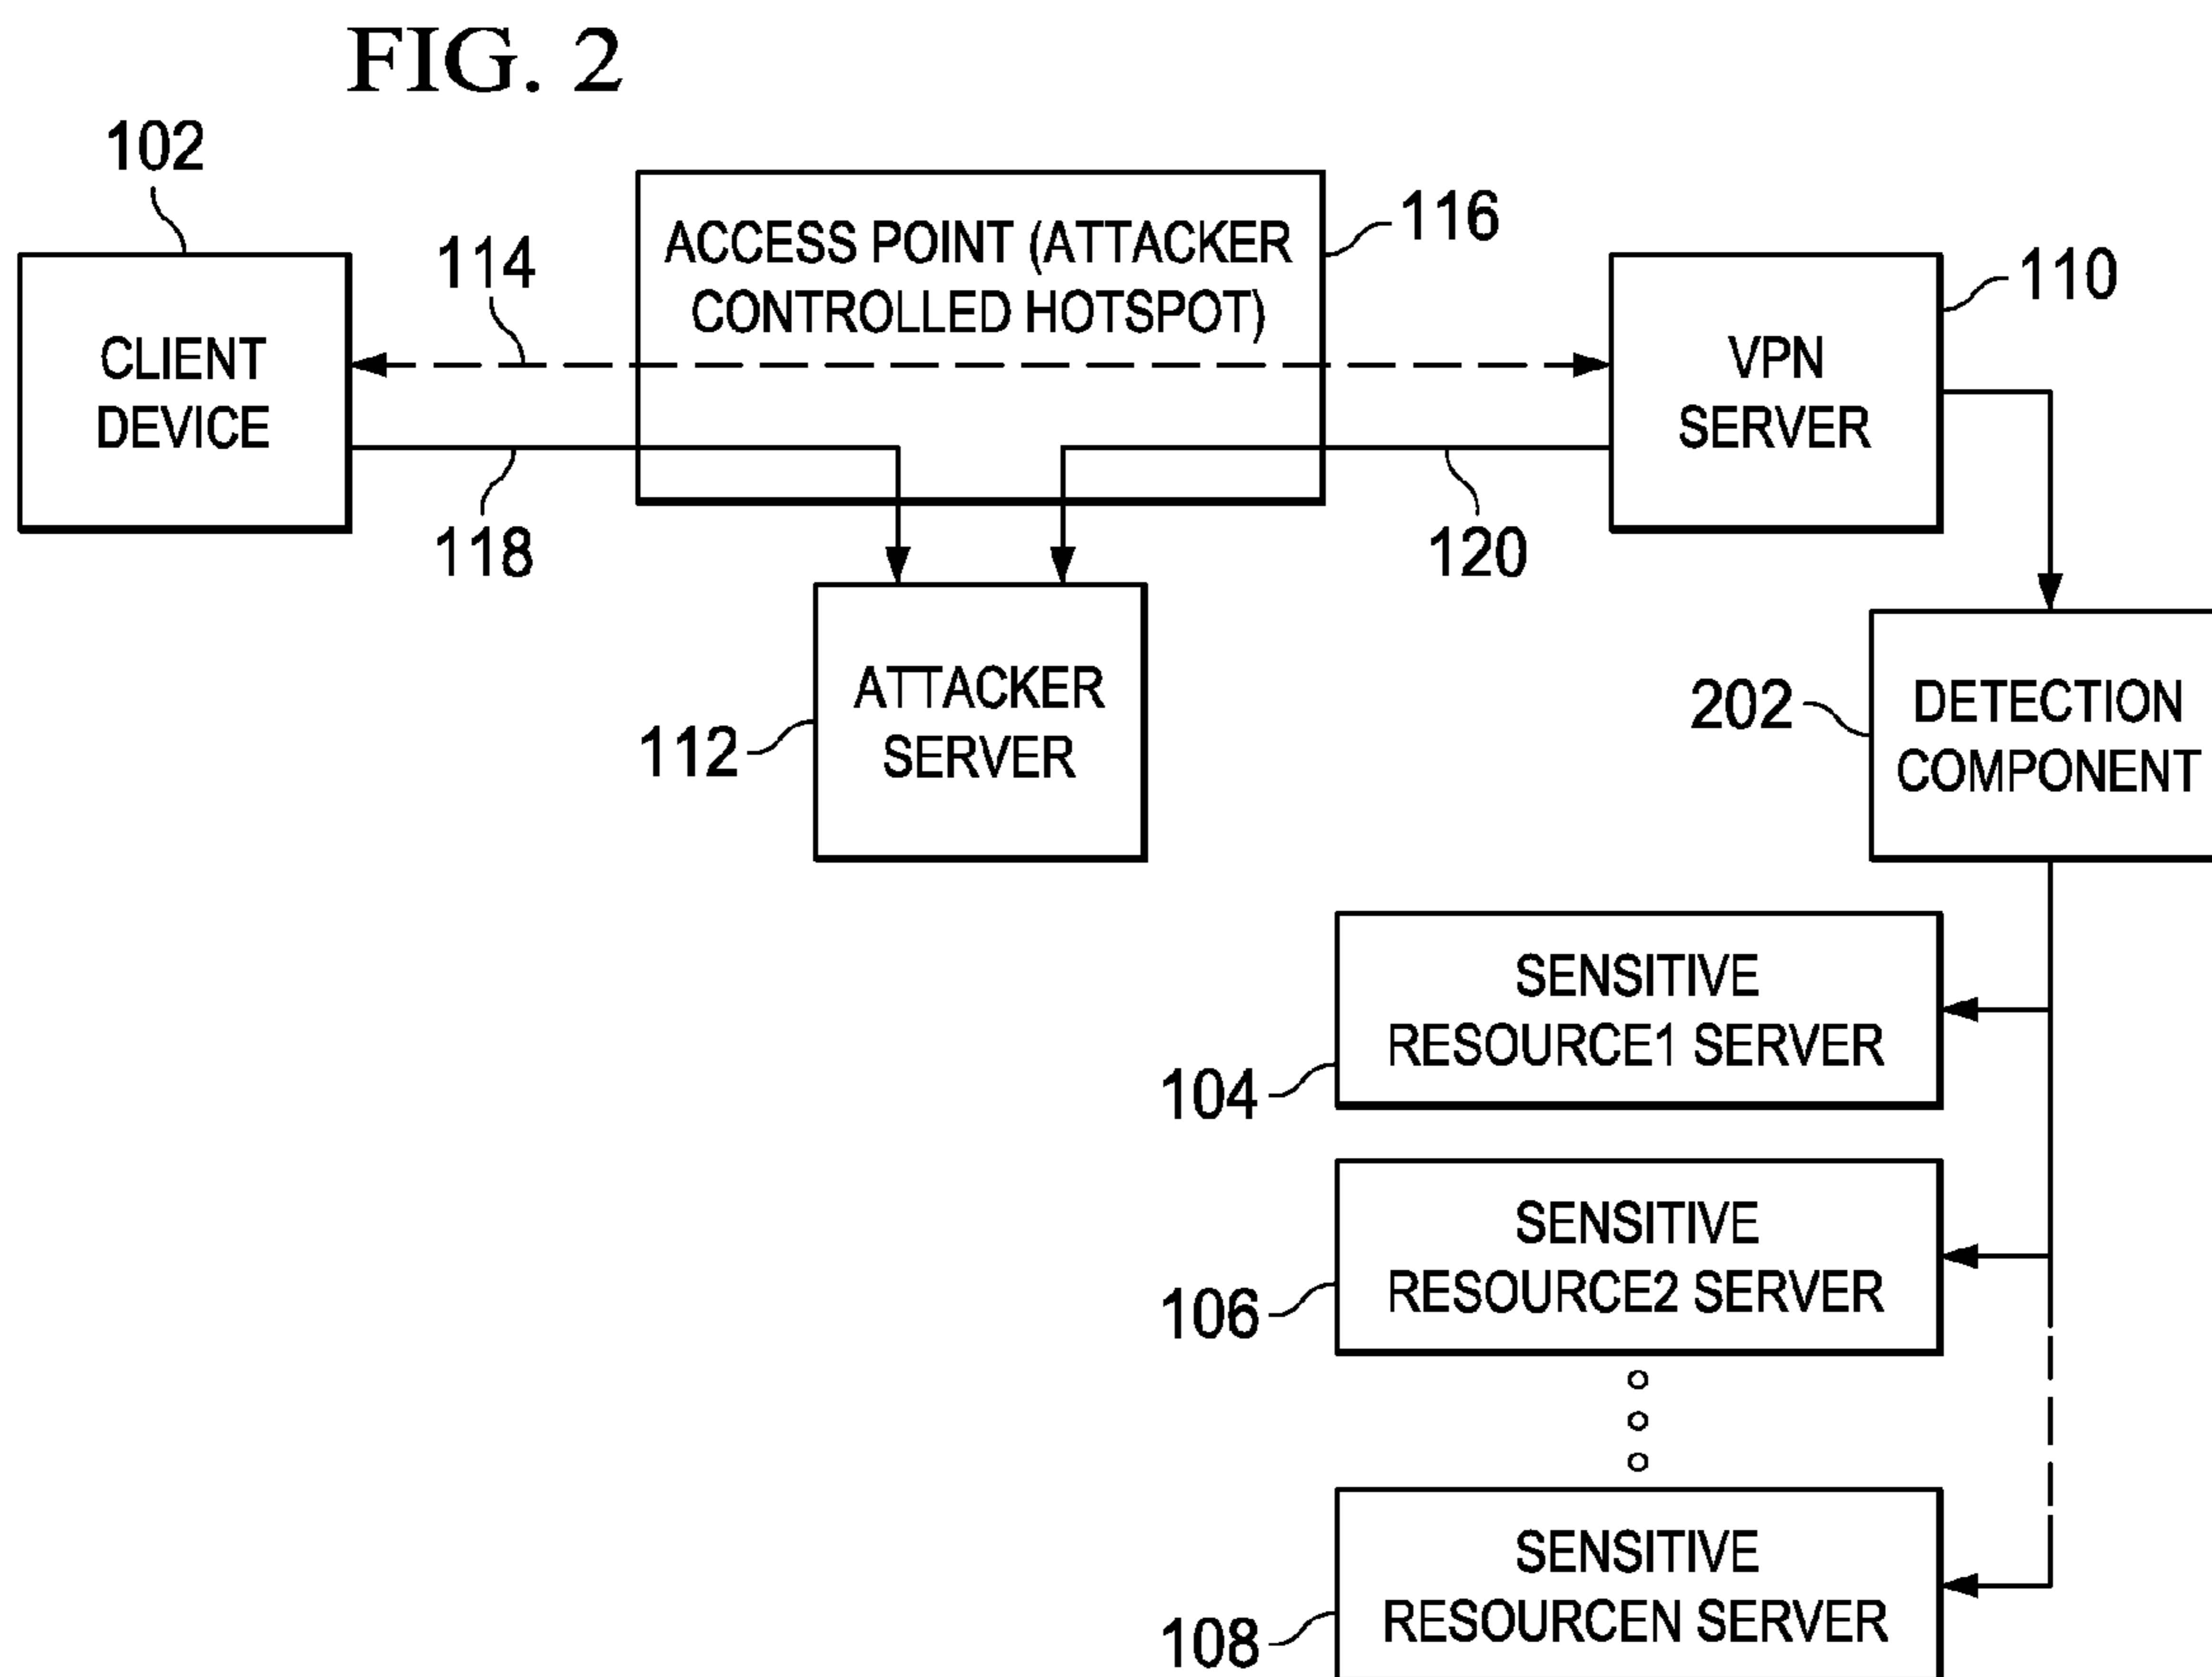 FIG. 2
102
CLIENT
DEVICE
114
118
ACCESS POINT (ATTACKER
CONTROLLED HOTSPOT)
116
120
VPN
SERVER
110
112
ATTACKER
SERVER
202
DETECTION
COMPONENT
SENSITIVE
RESOURCE1 SERVER
104
SENSITIVE
RESOURCE2 SERVER
106
SENSITIVE
RESOURCEN SERVER
108